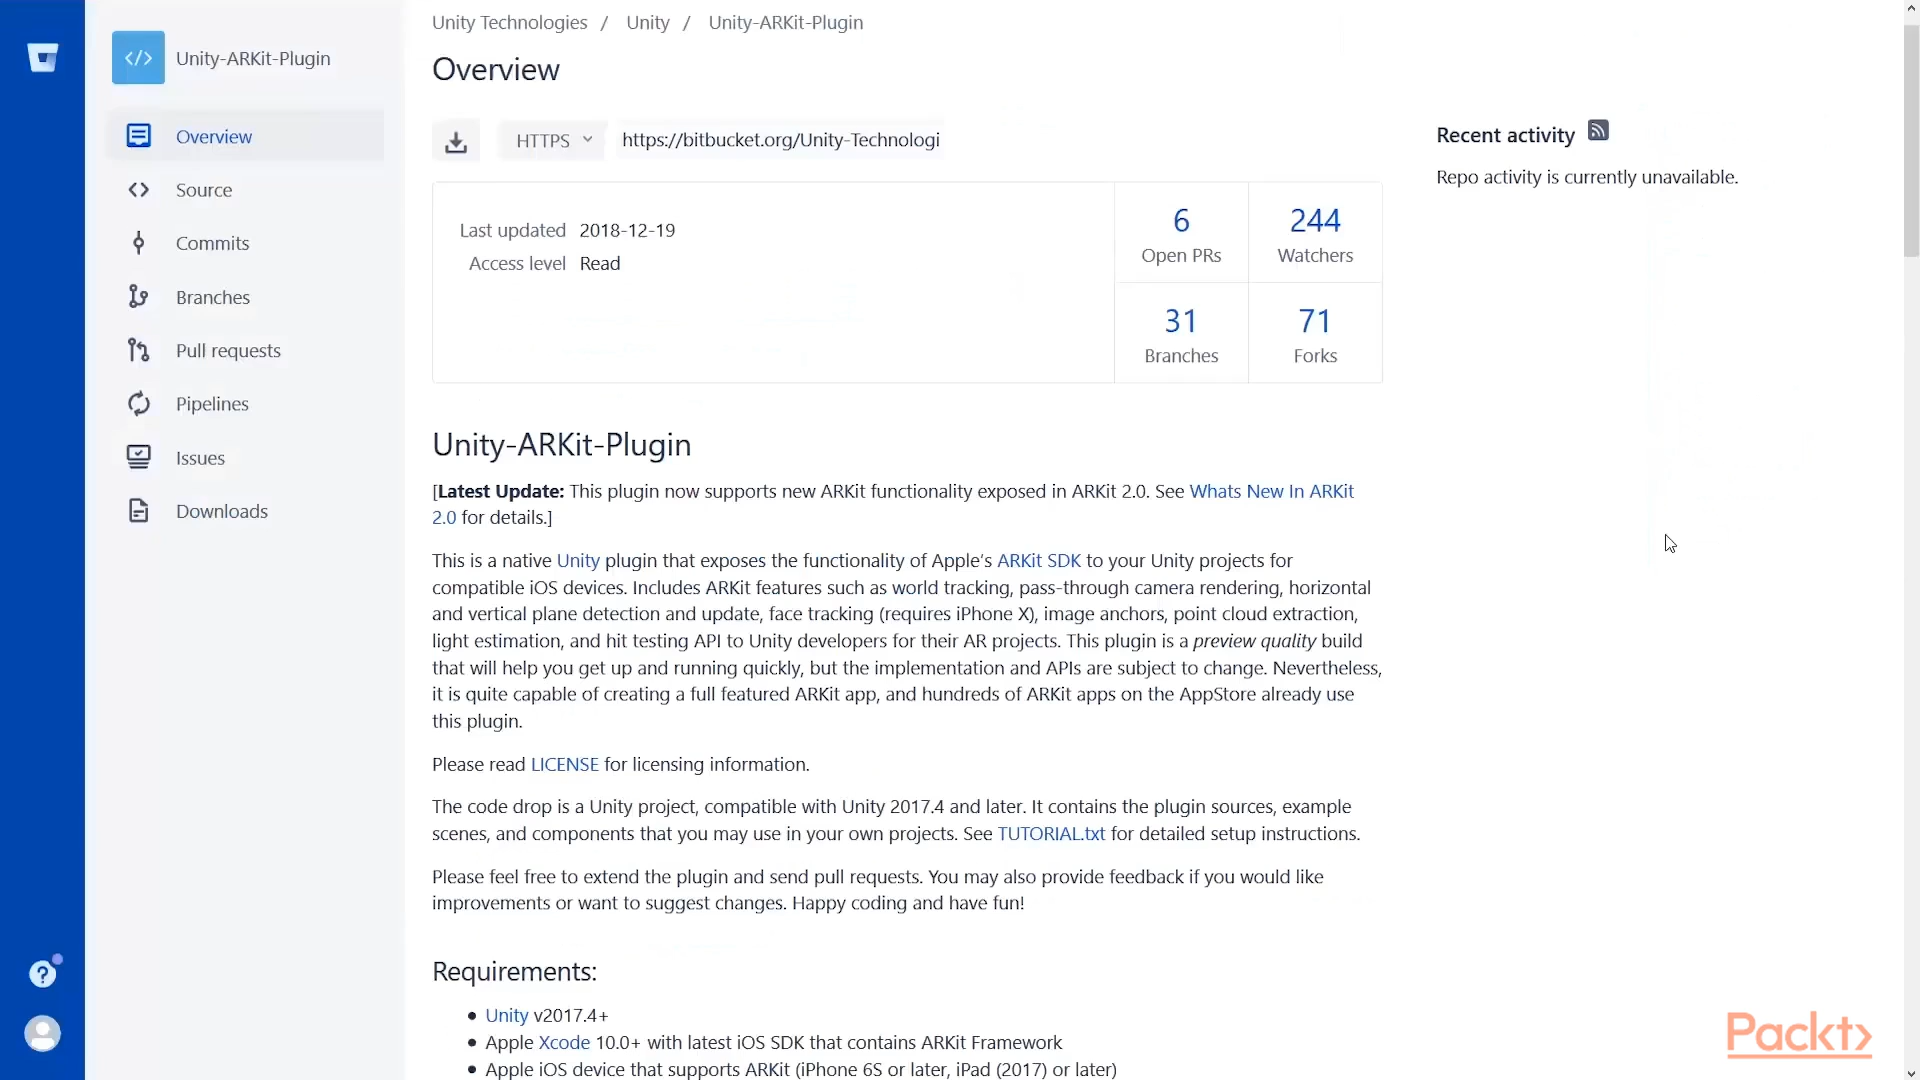 Unity Technologies / Unity / Unity-ARKit-Plugin
Unity-ARKit-Plugin
Overview
Source
Commits
Branches
Pull requests
Pipelines
Issues
Downloads
Overview
HTTPS https://bitbucket.org/Unity-Technologi
Last updated 2018-12-19
Access level Read
6
Open PRs
244
Watchers
31
Branches
71
Forks
Recent activity
Repo activity is currently unavailable.
Unity-ARKit-Plugin
[Latest Update: This plugin now supports new ARKit functionality exposed in ARKit 2.0. See Whats New In ARKit
2.0 for details.]
This is a native Unity plugin that exposes the functionality of Apple's ARKit SDK to your Unity projects for
compatible iOS devices. Includes ARKit features such as world tracking, pass-through camera rendering, horizontal
and vertical plane detection and update, face tracking (requires iPhone X), image anchors, point cloud extraction,
light estimation, and hit testing API to Unity developers for their AR projects. This plugin is a preview quality build
that will help you get up and running quickly, but the implementation and APIs are subject to change. Nevertheless,
it is quite capable of creating a full featured ARKit app, and hundreds of ARKit apps on the AppStore already use
this plugin.
Please read LICENSE for licensing information.
The code drop is a Unity project, compatible with Unity 2017.4 and later. It contains the plugin sources, example
scenes, and components that you may use in your own projects. See TUTORIAL.txt for detailed setup instructions.
Please feel free to extend the plugin and send pull requests. You may also provide feedback if you would like
improvements or want to suggest changes. Happy coding and have fun!
Requirements:
• Unity v2017.4+
• Apple Xcode 10.0+ with latest iOS SDK that contains ARKit Framework
• Apple iOS device that supports ARKit (iPhone 6S or later, iPad (2017) or later)
Packt>